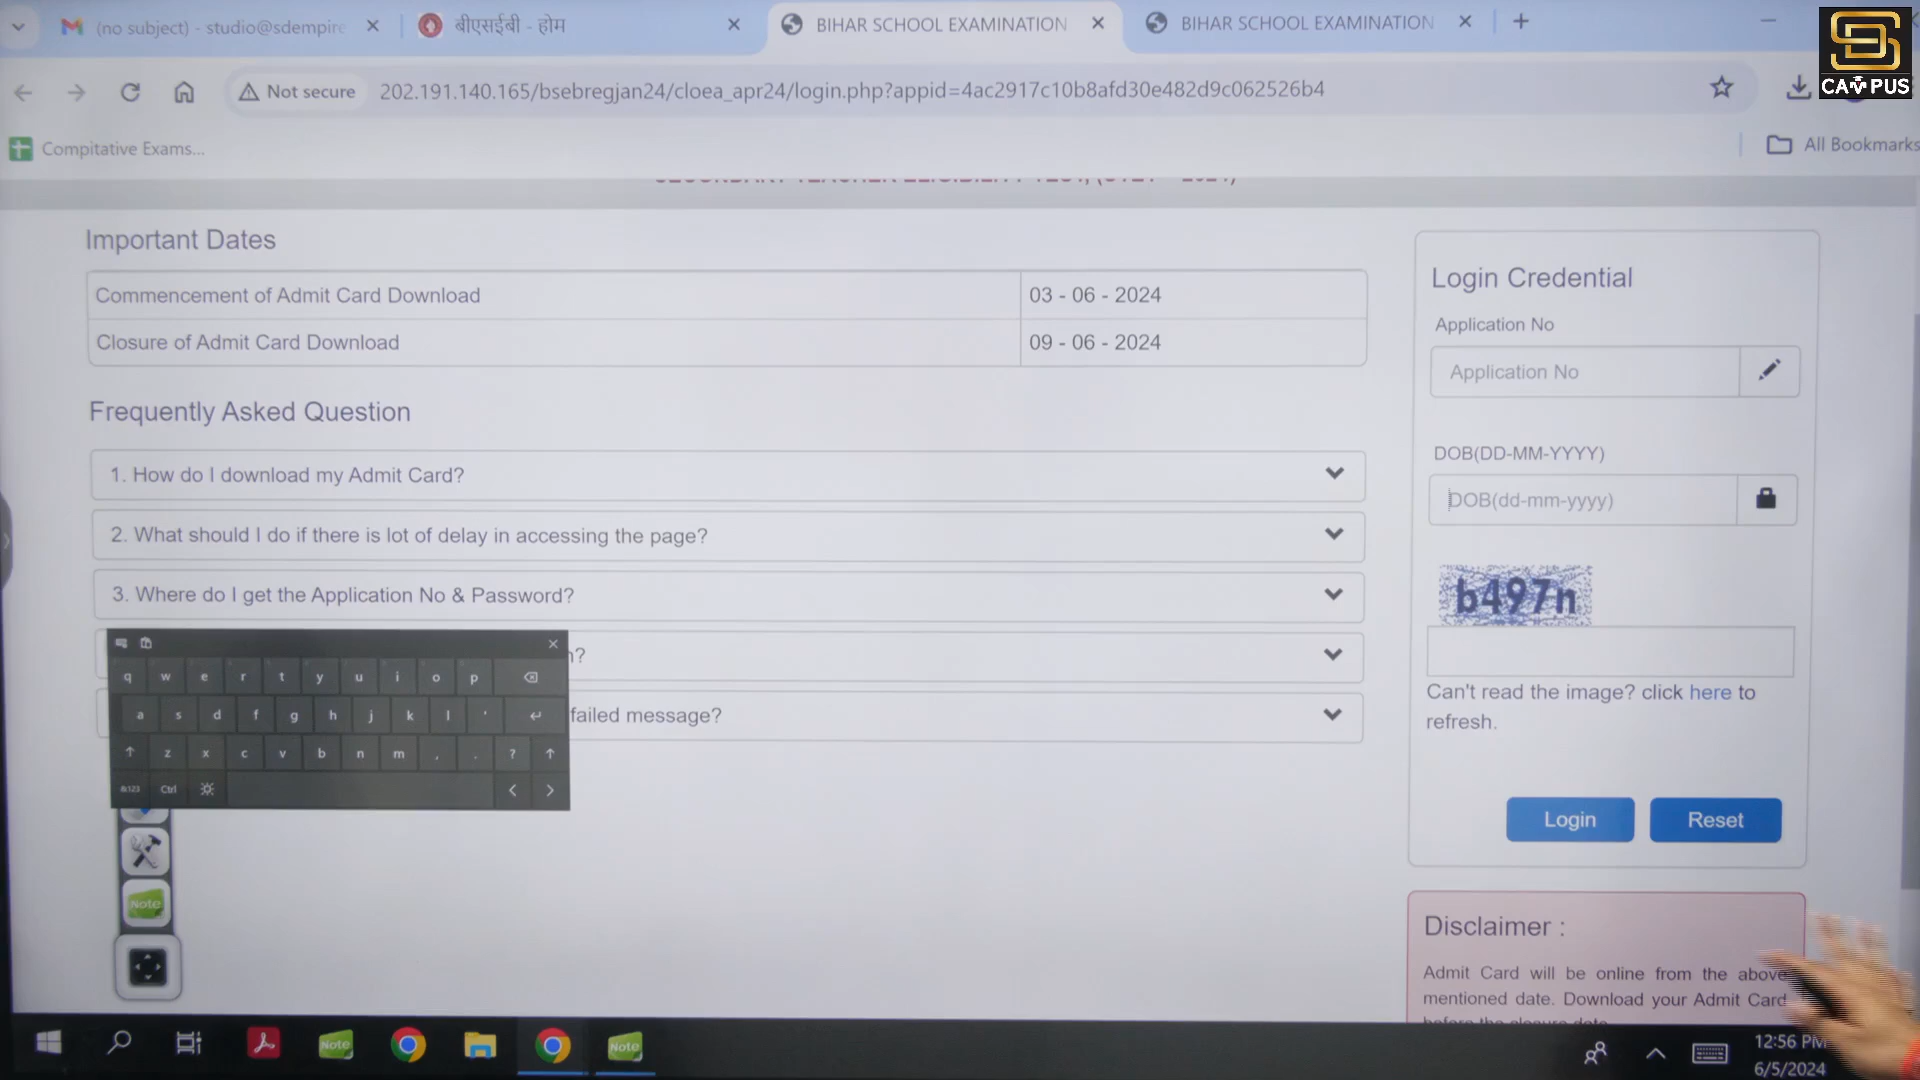 (no subject) - studio@sdempire
बीएसईबी - होम
BIHAR SCHOOL EXAMINATION
BIHAR SCHOOL EXAMINATION
CAMPUS
Not secure
202.191.140.165/bsebregjan24/cloea_apr24/login.php?appid=4ac2917c10b8afd30e482d9c062526b4
Compitative Exams...
All Bookmarks
Important Dates
Commencement of Admit Card Download 03 - 06 - 2024
Closure of Admit Card Download 09 - 06 - 2024
Frequently Asked Question
1. How do I download my Admit Card?
2. What should I do if there is lot of delay in accessing the page?
3. Where do I get the Application No & Password?
?
failed message?
q w e r t y u i o p
a s d f g h j k l '
z x c v b n m , . ?
&123 Ctrl
Note
Login Credential
Application No
Application No
DOB(DD-MM-YYYY)
DOB(dd-mm-yyyy)
b497n
Can't read the image? click here to
refresh.
Login Reset
Disclaimer :
Admit Card will be online from the above
mentioned date. Download your Admit Card
Note
Note
12:56 PM
6/5/2024